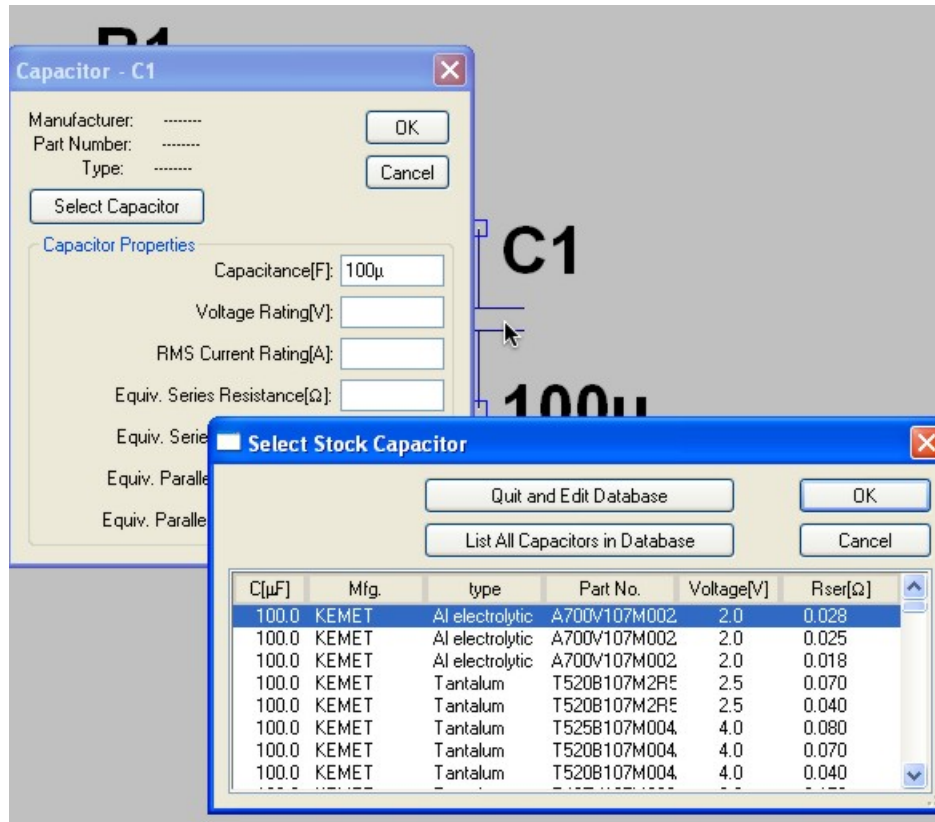 Capacitor - C1
Manufacturer: --------
Part Number: --------
Type: --------
OK
Cancel
Select Capacitor
Capacitor Properties
Capacitance[F]: 100µ
Voltage Rating[V]:
RMS Current Rating[A]:
Equiv. Series Resistance[Ω]:
Equiv. Serie
Equiv. Paralle
Equiv. Paralle
C1
100µ
Select Stock Capacitor
Quit and Edit Database
OK
List All Capacitors in Database
Cancel
C[µF] Mfg. type Part No. Voltage[V] Rser[Ω]
100.0 KEMET Al electrolytic A700V107M002 2.0 0.028
100.0 KEMET Al electrolytic A700V107M002 2.0 0.025
100.0 KEMET Al electrolytic A700V107M002 2.0 0.018
100.0 KEMET Tantalum T520B107M2R5 2.5 0.070
100.0 KEMET Tantalum T520B107M2R5 2.5 0.040
100.0 KEMET Tantalum T525B107M004 4.0 0.080
100.0 KEMET Tantalum T520B107M004 4.0 0.070
100.0 KEMET Tantalum T520B107M004 4.0 0.040